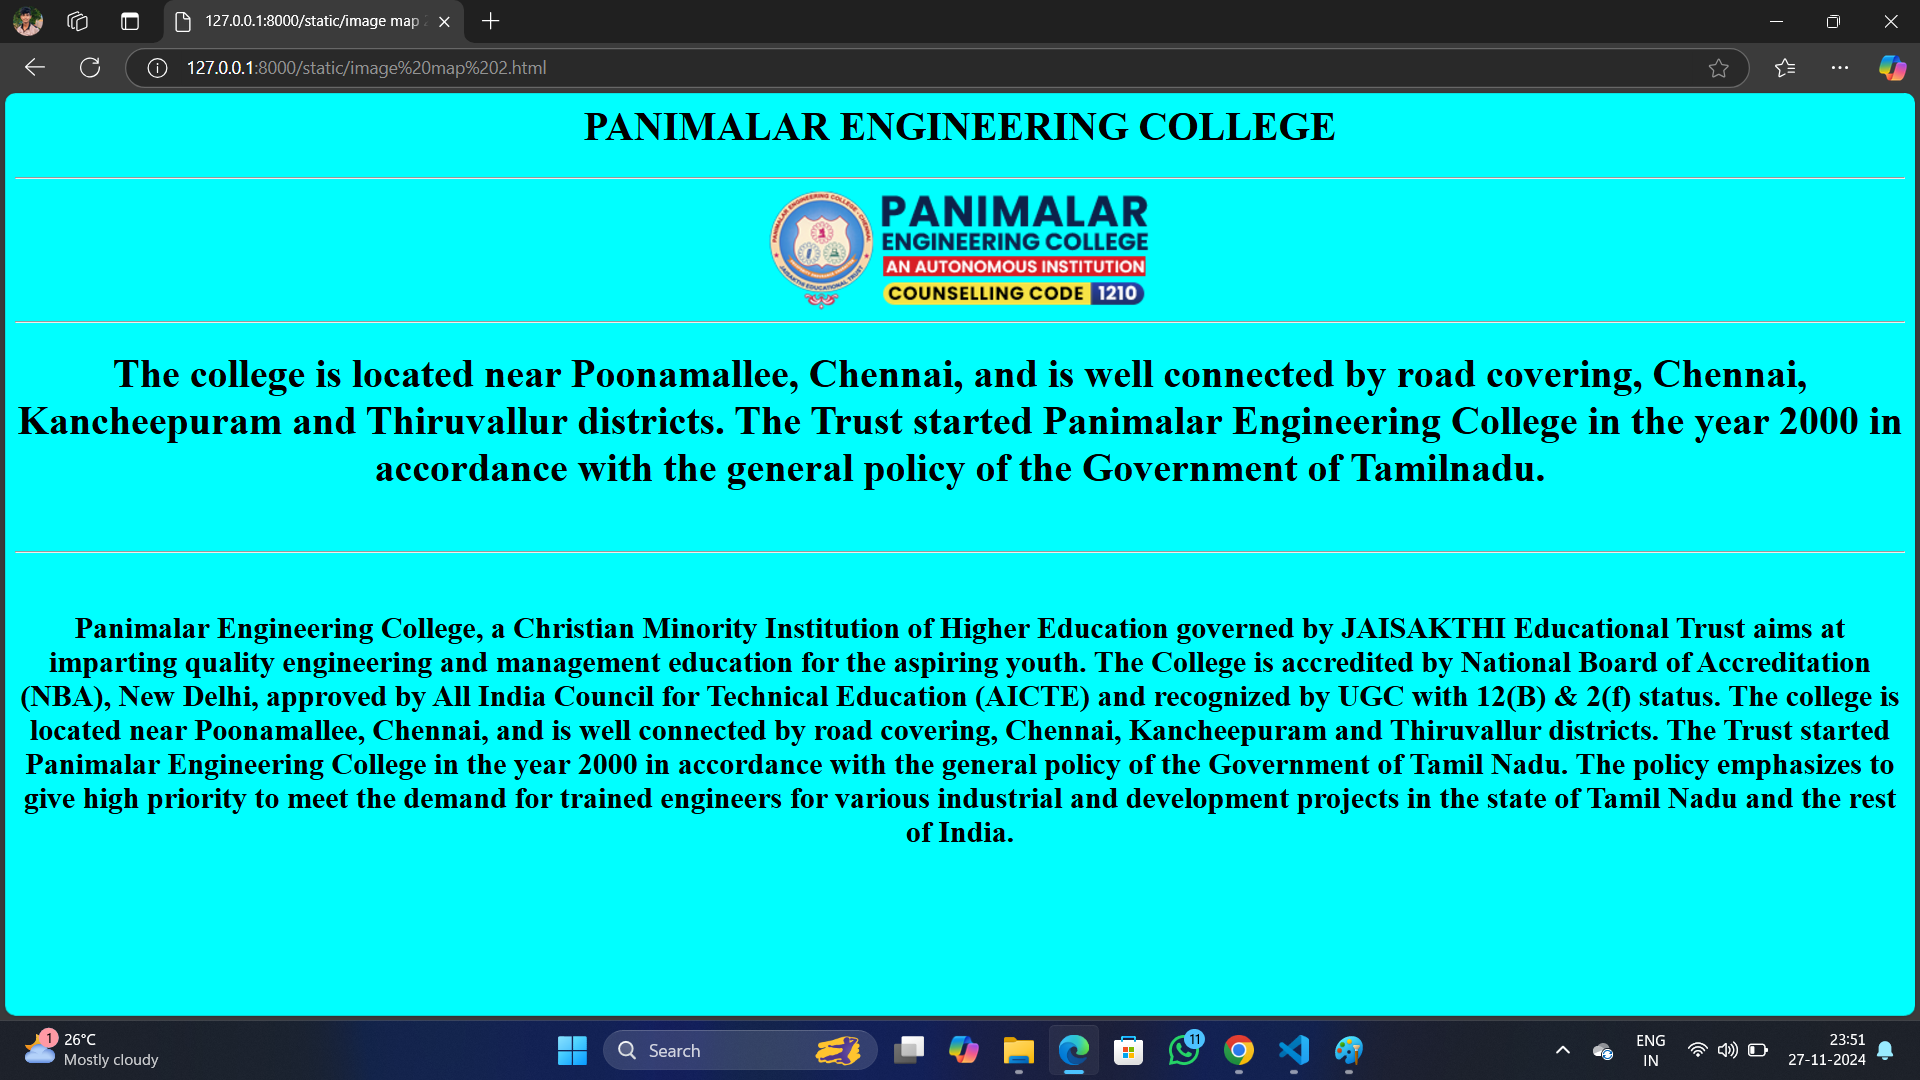 127.0.0.1:8000/static/image map 2
127.0.0.1:8000/static/image%20map%202.html
PANIMALAR ENGINEERING COLLEGE
PANIMALAR ENGINEERING COLLEGE - CHENNAI
JAISAKTHI EDUCATIONAL TRUST
PANIMALAR
ENGINEERING COLLEGE
AN AUTONOMOUS INSTITUTION
COUNSELLING CODE 1210
The college is located near Poonamallee, Chennai, and is well connected by road covering, Chennai,
Kancheepuram and Thiruvallur districts. The Trust started Panimalar Engineering College in the year 2000 in
accordance with the general policy of the Government of Tamilnadu.
Panimalar Engineering College, a Christian Minority Institution of Higher Education governed by JAISAKTHI Educational Trust aims at
imparting quality engineering and management education for the aspiring youth. The College is accredited by National Board of Accreditation
(NBA), New Delhi, approved by All India Council for Technical Education (AICTE) and recognized by UGC with 12(B) & 2(f) status. The college is
located near Poonamallee, Chennai, and is well connected by road covering, Chennai, Kancheepuram and Thiruvallur districts. The Trust started
Panimalar Engineering College in the year 2000 in accordance with the general policy of the Government of Tamil Nadu. The policy emphasizes to
give high priority to meet the demand for trained engineers for various industrial and development projects in the state of Tamil Nadu and the rest
of India.
1
26°C
Mostly cloudy
Search
11
ENG
IN
23:51
27-11-2024